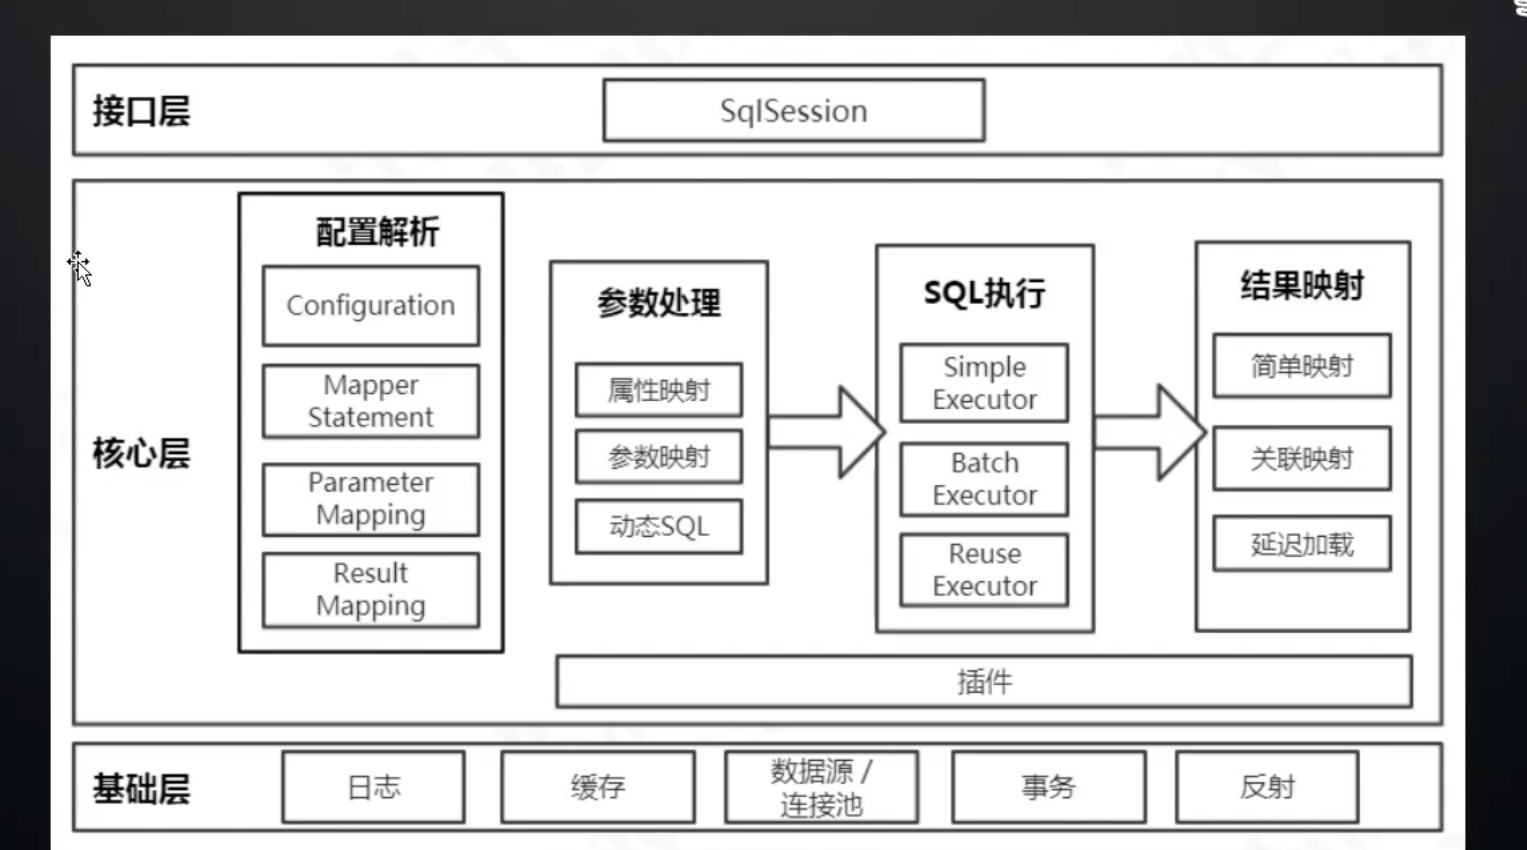 接口层
SqlSession
核心层
配置解析
Configuration
Mapper
Statement
Parameter
Mapping
Result
Mapping
参数处理
属性映射
参数映射
动态SQL
SQL执行
Simple
Executor
Batch
Executor
Reuse
Executor
结果映射
简单映射
关联映射
延迟加载
插件
基础层
日志
缓存
数据源 /
连接池
事务
反射